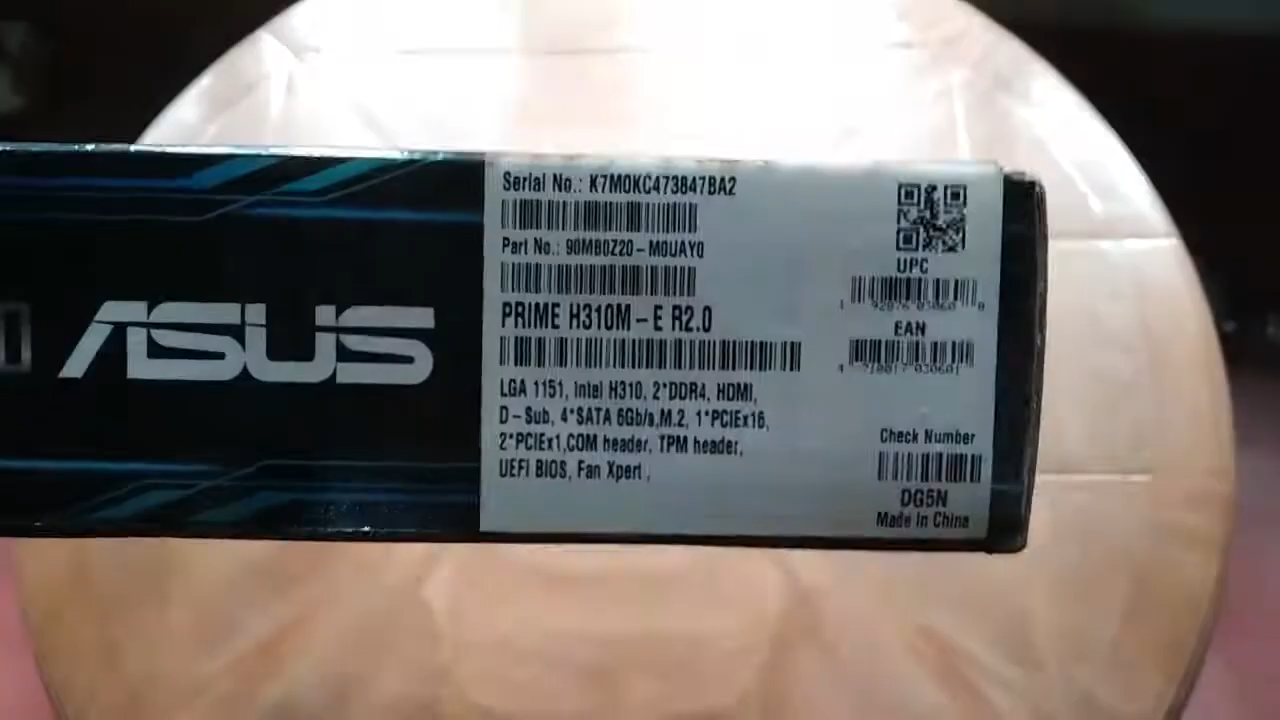 ASUS
Serial No.: K7M0KC473847BA2
Part No.: 90MB0Z20-M0UAY0
PRIME H310M-E R2.0
LGA 1151, Intel H310, 2*DDR4, HDMI,
D-Sub, 4*SATA 6Gb/s,M.2, 1*PCIEx16,
2*PCIEx1,COM header, TPM header,
UEFI BIOS, Fan Xpert ,
UPC
EAN
Check Number
DG5N
Made in China